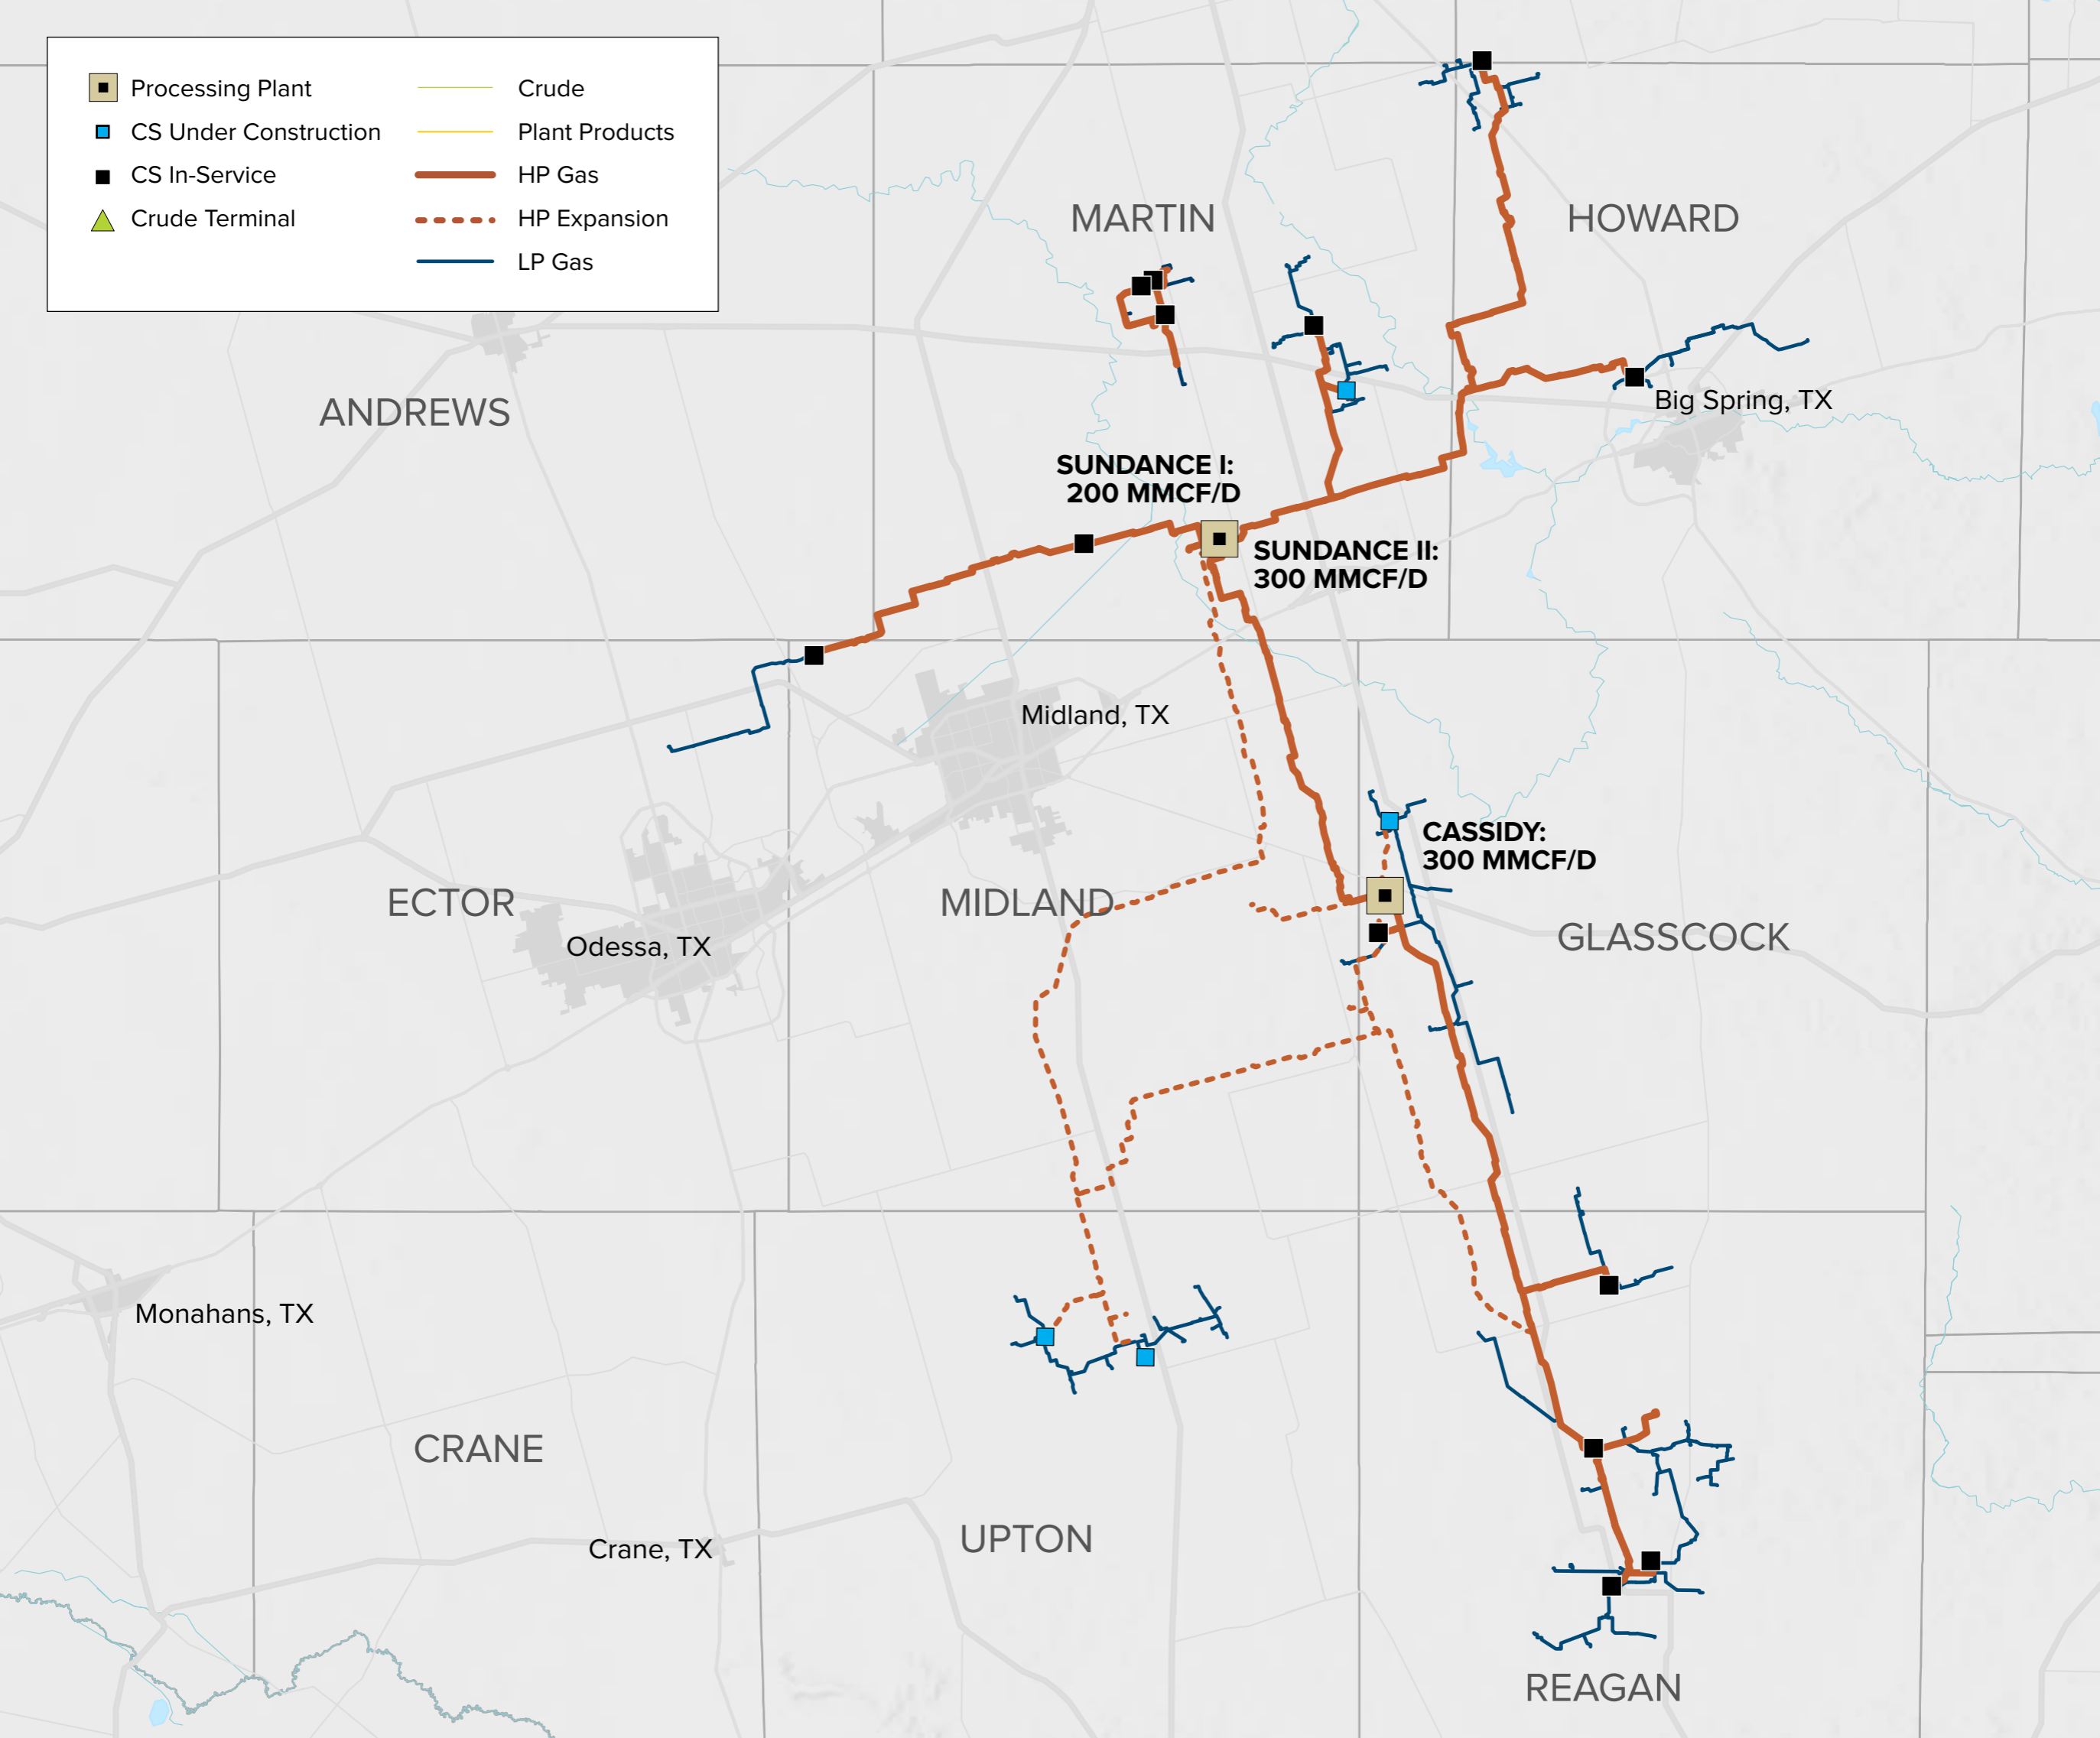 Processing Plant
CS Under Construction
CS In-Service
Crude Terminal
Crude
Plant Products
HP Gas
HP Expansion
LP Gas
MARTIN
HOWARD
ANDREWS
Big Spring, TX
SUNDANCE I:
200 MMCF/D
SUNDANCE II:
300 MMCF/D
Midland, TX
CASSIDY:
300 MMCF/D
ECTOR
MIDLAND
GLASSCOCK
Odessa, TX
Monahans, TX
CRANE
UPTON
Crane, TX
REAGAN